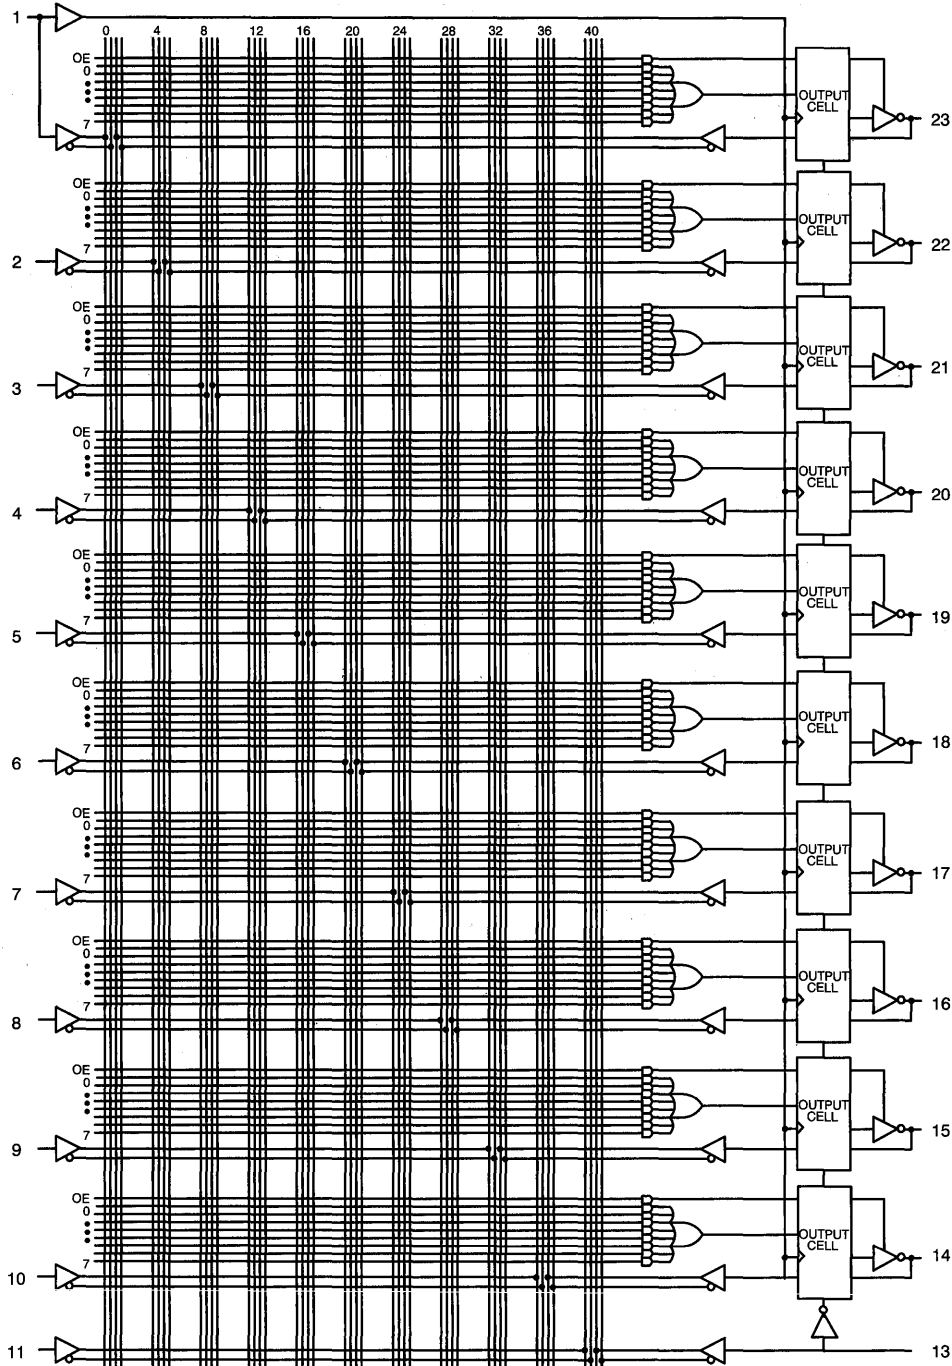 1
0 4 8 12 16 20 24 28 32 36 40
OE
0
7
OUTPUT
CELL
23
OE
0
7
2
OUTPUT
CELL
22
OE
0
7
3
OUTPUT
CELL
21
OE
0
7
4
OUTPUT
CELL
20
OE
0
7
5
OUTPUT
CELL
19
OE
0
7
6
OUTPUT
CELL
18
OE
0
7
7
OUTPUT
CELL
17
OE
0
7
8
OUTPUT
CELL
16
OE
0
7
9
OUTPUT
CELL
15
OE
0
7
10
OUTPUT
CELL
14
11
13